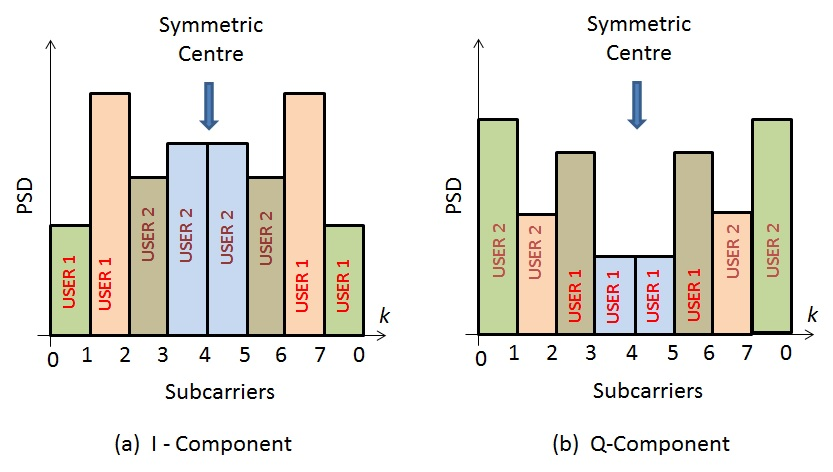 Symmetric
Centre
PSD
USER 1
USER 1
USER 2
USER 2
USER 2
USER 2
USER 1
USER 1
k
0 1 2 3 4 5 6 7 0
Subcarriers
(a) I - Component
Symmetric
Centre
PSD
USER 2
USER 2
USER 1
USER 1
USER 1
USER 1
USER 2
USER 2
k
0 1 2 3 4 5 6 7 0
Subcarriers
(b) Q-Component